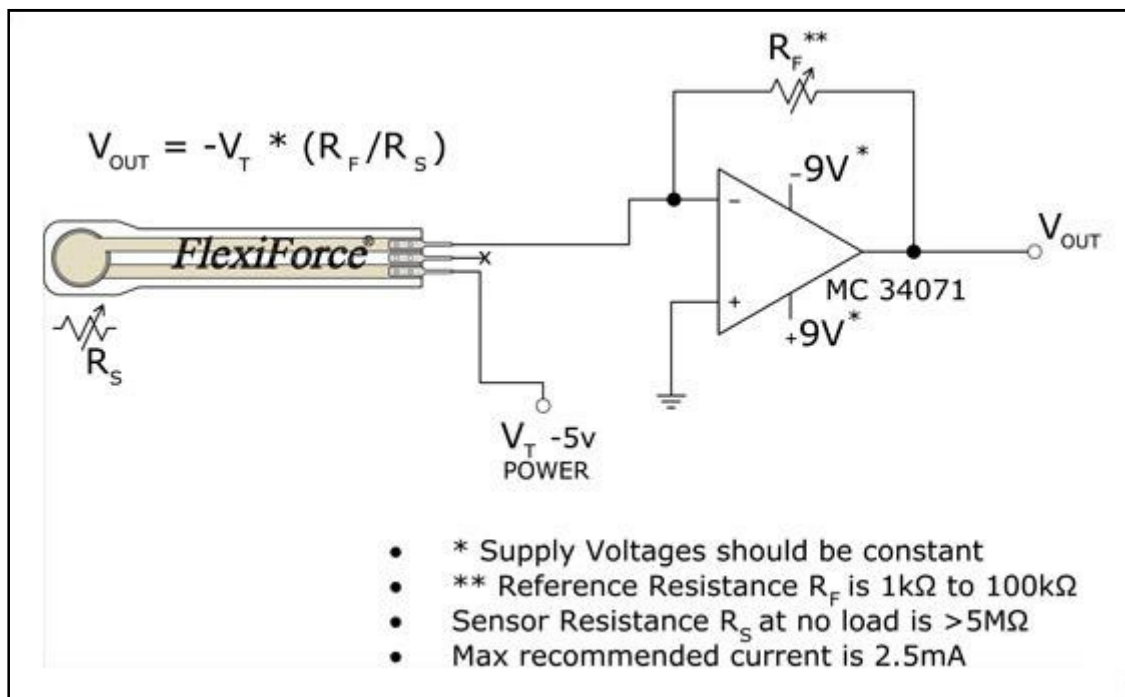 R_F **
V_OUT = -V_T * (R_F/R_S)
-9V*
FlexiForce®
x
−
V_OUT
+
MC 34071
+9V*
R_S
V_T -5v
POWER
● * Supply Voltages should be constant
● ** Reference Resistance R_F is 1kΩ to 100kΩ
● Sensor Resistance R_S at no load is >5MΩ
● Max recommended current is 2.5mA